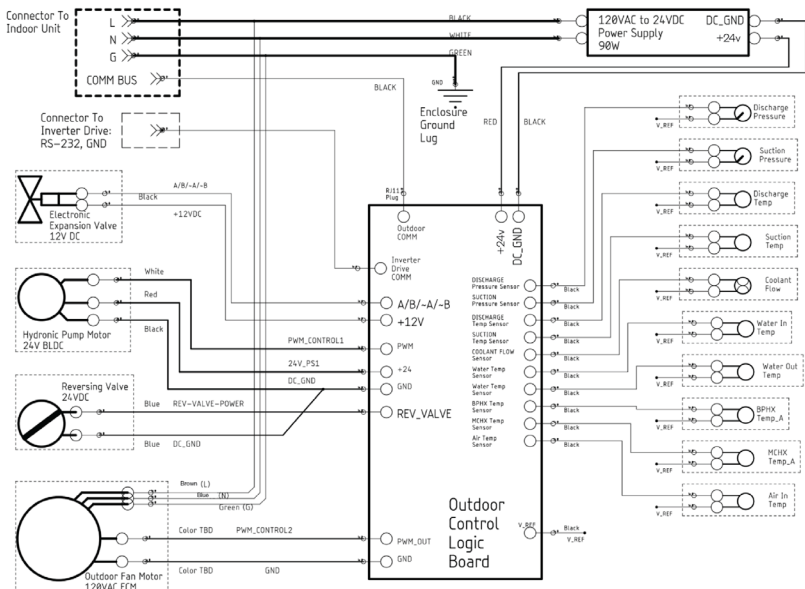 Connector To
Indoor Unit
L
N
G
COMM BUS
BLACK
WHITE
GREEN
120VAC to 24VDC
Power Supply
90W
DC_GND
+24v
BLACK
GND
Enclosure
Ground
Lug
RED
BLACK
Connector To
Inverter Drive:
RS-232, GND
Electronic
Expansion Valve
12V DC
A/B/~A/~B
Black
+12VDC
Hydronic Pump Motor
24V BLDC
White
Red
Black
PWM_CONTROL1
24V_PS1
DC_GND
Reversing Valve
24VDC
Blue
REV-VALVE-POWER
Blue
DC_GND
Brown (L)
Blue (N)
Green (G)
Color TBD
PWM_CONTROL2
Color TBD
GND
Outdoor Fan Motor
120VAC ECM
RJ11
Plug
Outdoor
COMM
+24v
DC_GND
Inverter
Drive
COMM
A/B/~A/~B
+12V
PWM
+24
GND
REV_VALVE
PWM_OUT
GND
DISCHARGE
Pressure Sensor
Black
SUCTION
Pressure Sensor
Black
DISCHARGE
Temp Sensor
Black
SUCTION
Temp Sensor
Black
COOLANT FLOW
Sensor
Black
Water Temp
Sensor
Black
Water Temp
Sensor
Black
BPHX Temp
Sensor
Black
MCHX Temp
Sensor
Black
Air Temp
Sensor
Black
V_REF
Black
V_REF
Outdoor
Control
Logic
Board
Discharge
Pressure
V_REF
Suction
Pressure
V_REF
Discharge
Temp
V_REF
Suction
Temp
V_REF
Coolant
Flow
V_REF
Water In
Temp
V_REF
Water Out
Temp
V_REF
BPHX
Temp_A
V_REF
MCHX
Temp_A
V_REF
Air In
Temp
V_REF